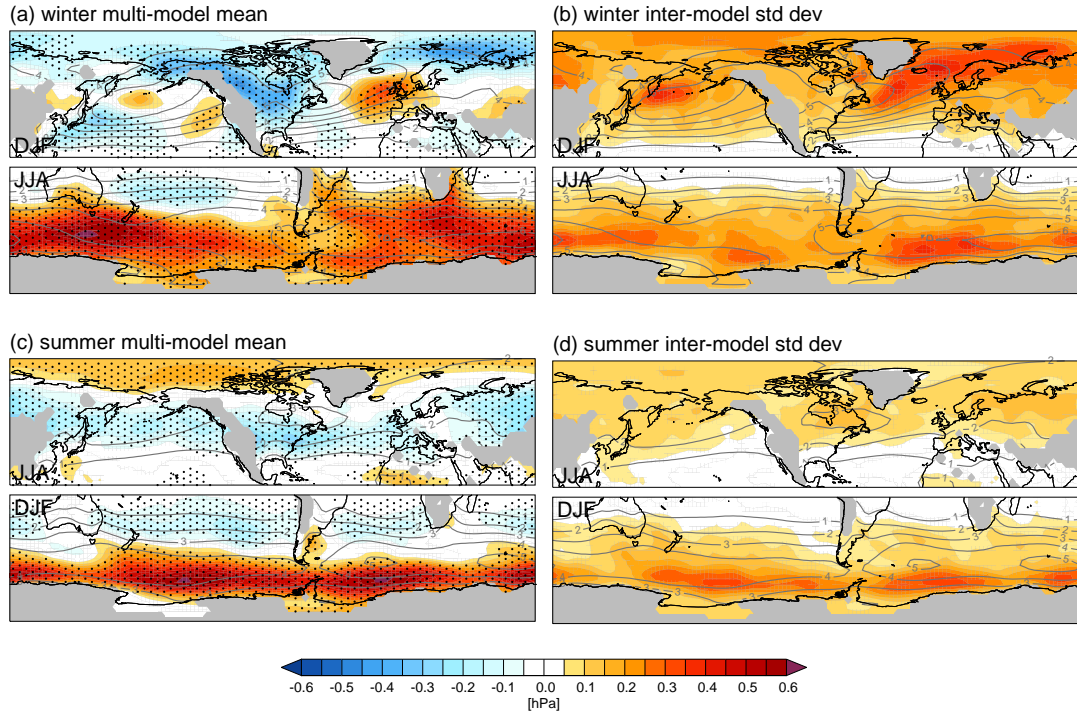 (a) winter multi-model mean
(b) winter inter-model std dev
DJF
DJF
JJA
JJA
(c) summer multi-model mean
(d) summer inter-model std dev
JJA
JJA
DJF
DJF
-0.6 -0.5 -0.4 -0.3 -0.2 -0.1 0.0 0.1 0.2 0.3 0.4 0.5 0.6
[hPa]